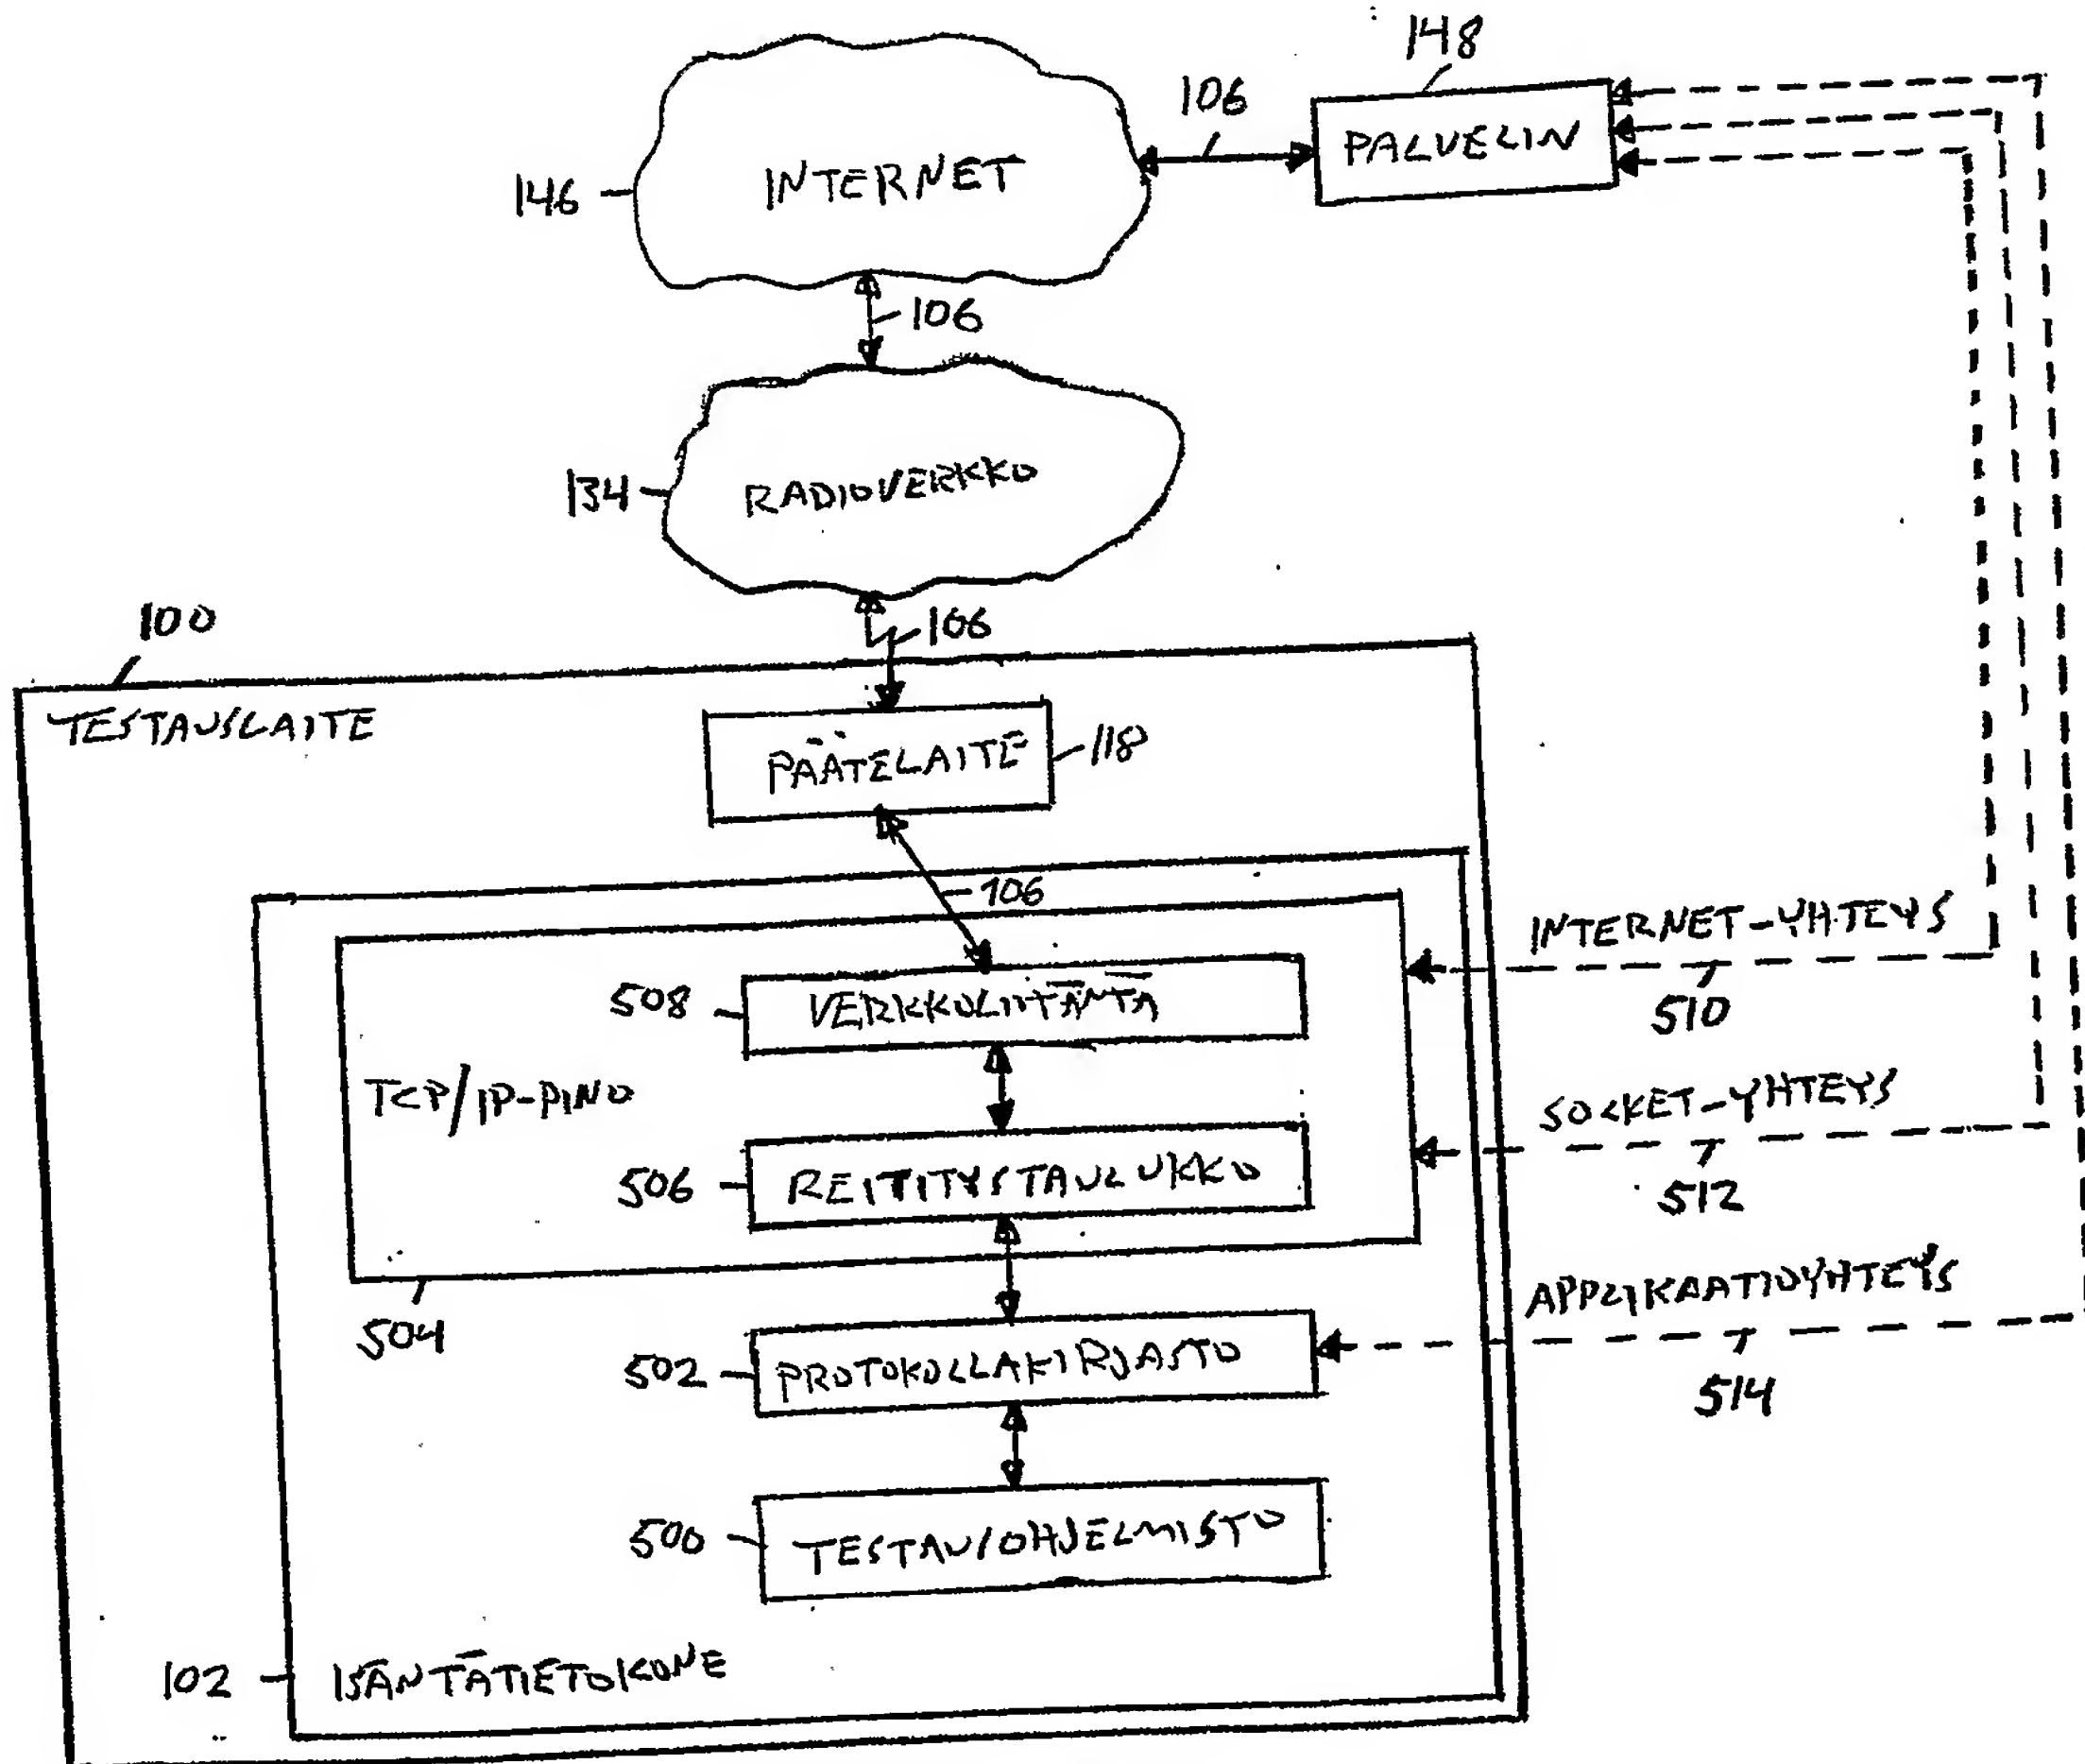 148
106
PALVELIN
INTERNET
146
106
RADIOVERKKO
134
100
106
TESTAUSLAITE
PÄÄTELAITE
118
106
INTERNET-YHTEYS
508
VERKKOLIITÄNTÄ
510
TCP/IP-PINO
SOCKET-YHTEYS
506
REITITYSTAULUKKO
512
APPLIKAATIOYHTEYS
504
502
PROTOKOLLAKIRJASTO
514
500
TESTAUSOHJELMISTO
102
ISÄNTÄTIETOKONE